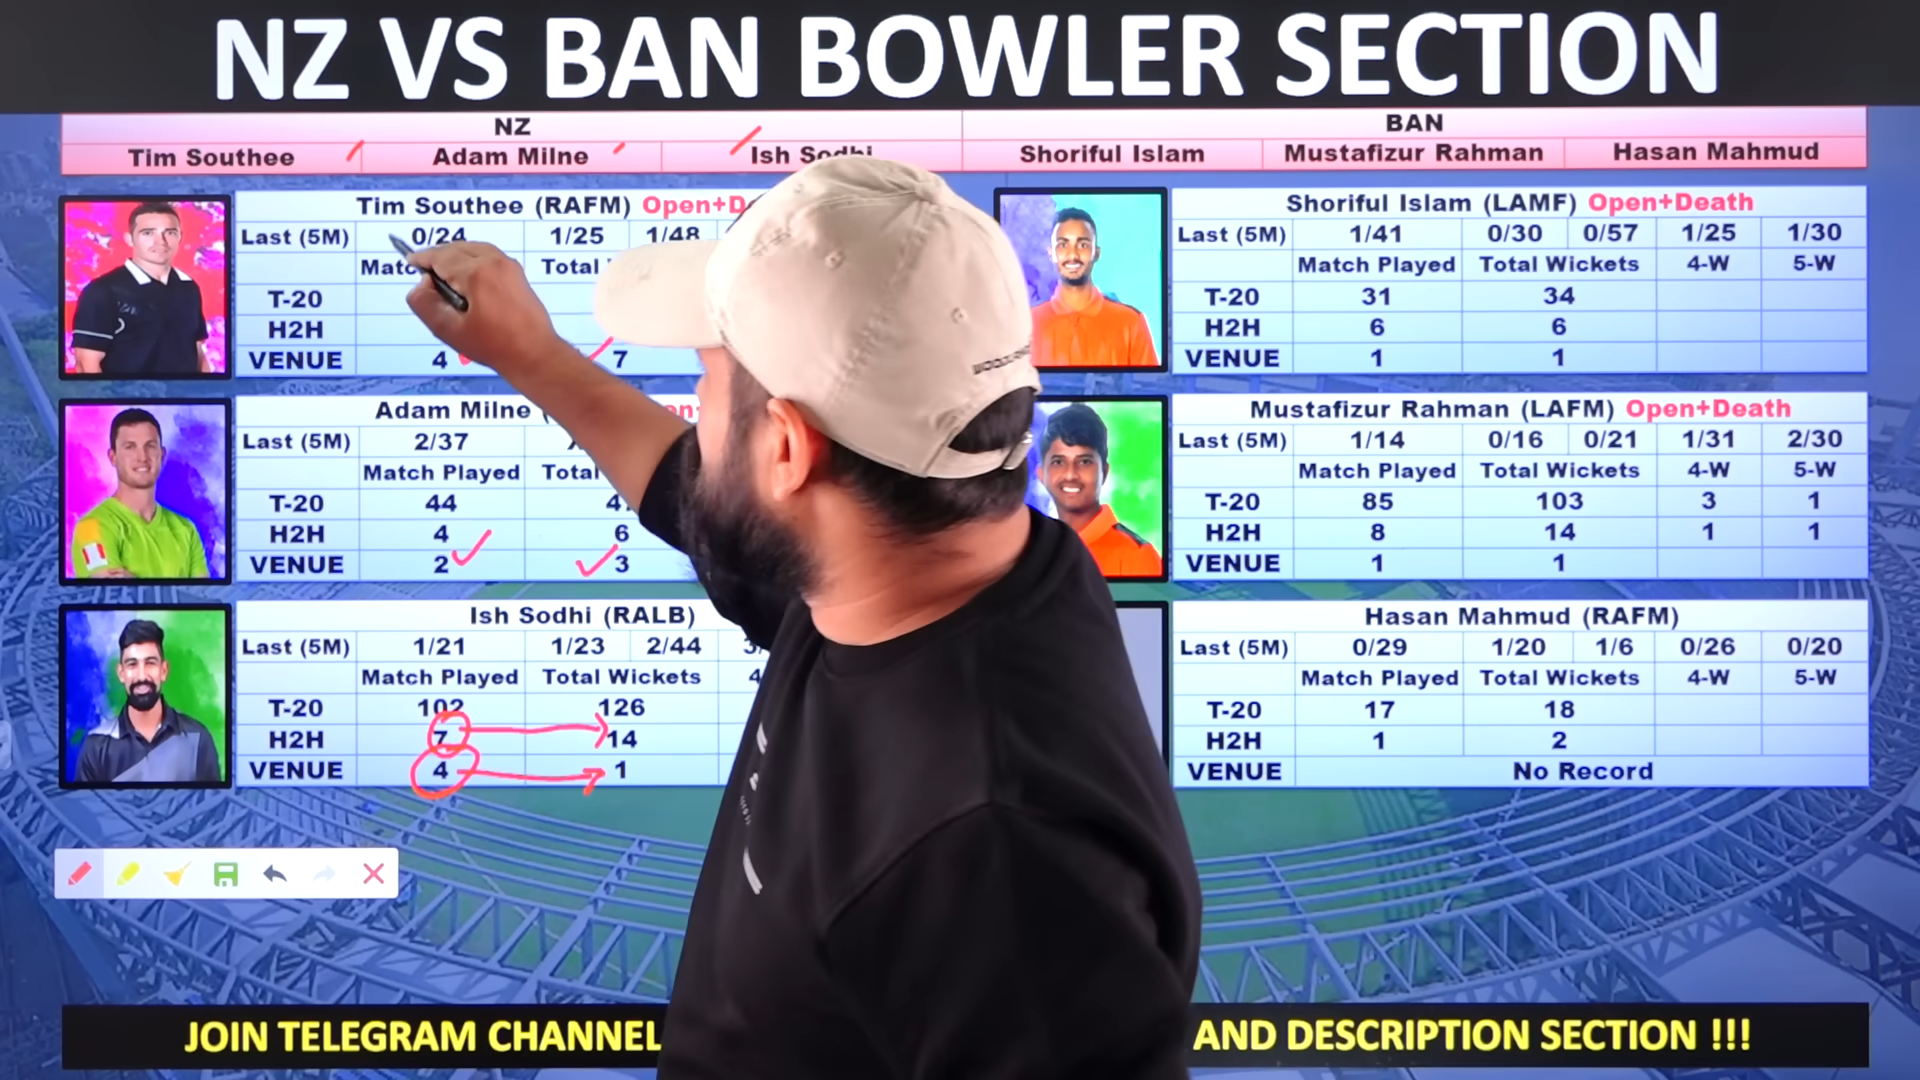 NZ VS BAN BOWLER SECTION
NZ BAN
Tim Southee Adam Milne Ish Sodhi Shoriful Islam Mustafizur Rahman Hasan Mahmud
Tim Southee (RAFM)
Last (5M) 0/24 1/25 1/48
Total
T-20
H2H
VENUE 4 7
Adam Milne
Last (5M) 2/37
Match Played Total
T-20 44
H2H 4 6
VENUE 2 3
Ish Sodhi (RALB)
Last (5M) 1/21 1/23 2/44
Match Played Total Wickets
T-20 102 126
H2H 7 14
VENUE 4 1
Shoriful Islam (LAMF) Open+Death
Last (5M) 1/41 0/30 0/57 1/25 1/30
Match Played Total Wickets 4-W 5-W
T-20 31 34
H2H 6 6
VENUE 1 1
Mustafizur Rahman (LAFM) Open+Death
Last (5M) 1/14 0/16 0/21 1/31 2/30
Match Played Total Wickets 4-W 5-W
T-20 85 103 3 1
H2H 8 14 1 1
VENUE 1 1
Hasan Mahmud (RAFM)
Last (5M) 0/29 1/20 1/6 0/26 0/20
Match Played Total Wickets 4-W 5-W
T-20 17 18
H2H 1 2
VENUE No Record
JOIN TELEGRAM CHANNEL AND DESCRIPTION SECTION !!!